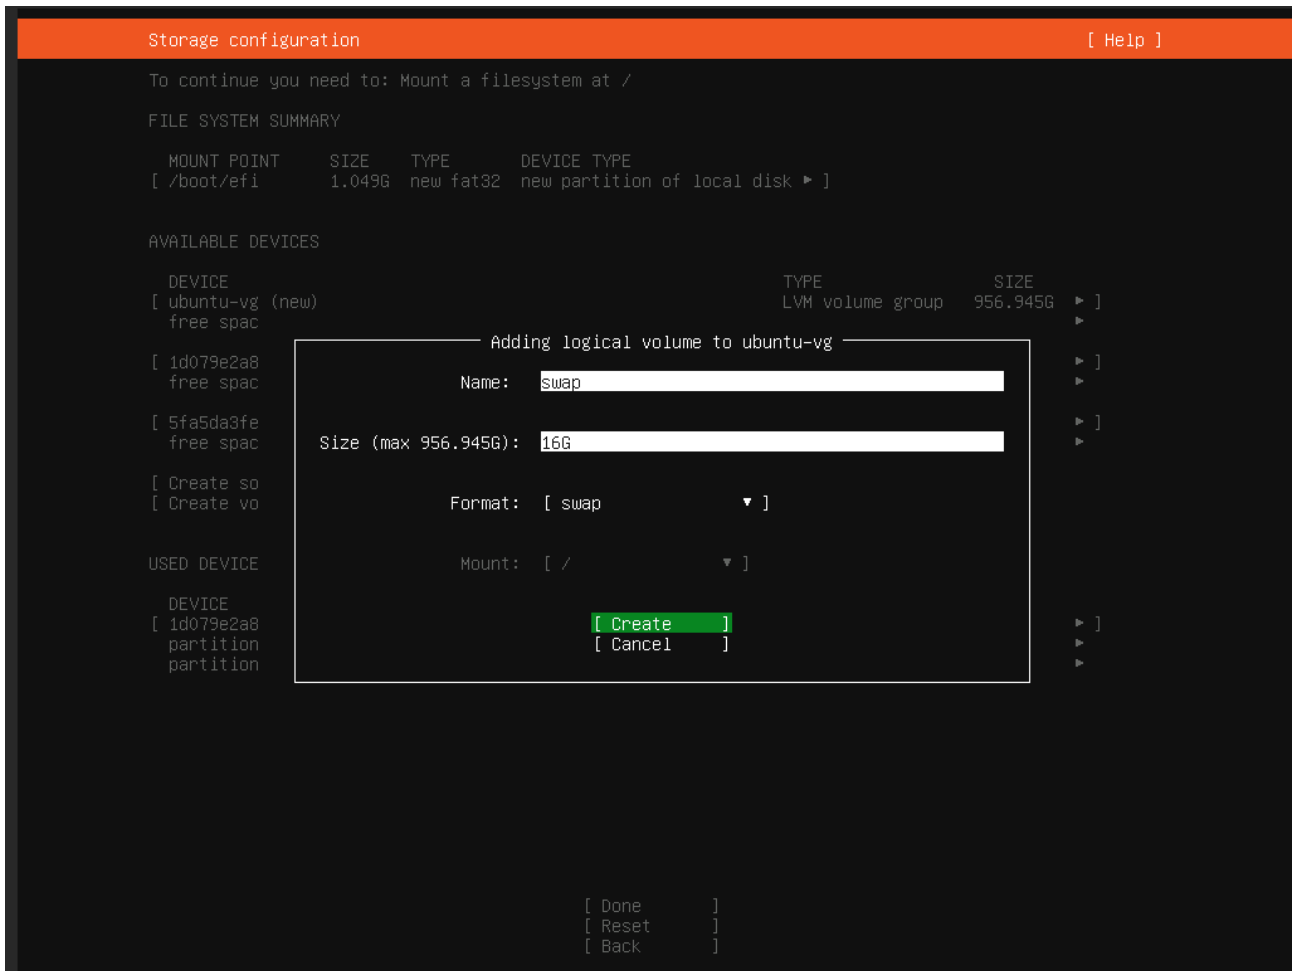 Storage configuration [ Help ]
To continue you need to: Mount a filesystem at /
FILE SYSTEM SUMMARY
MOUNT POINT SIZE TYPE DEVICE TYPE
[ /boot/efi 1.049G new fat32 new partition of local disk ▸ ]
AVAILABLE DEVICES
DEVICE TYPE SIZE
[ ubuntu-vg (new) LVM volume group 956.945G ▸ ]
free spac ▸
Adding logical volume to ubuntu-vg
[ 1d079e2a8 ▸ ]
free spac ▸
Name: swap
[ 5fa5da3fe ▸ ]
free spac ▸
Size (max 956.945G): 16G
[ Create so
[ Create vo
Format: [ swap ▾ ]
USED DEVICE
Mount: [ / ▾ ]
DEVICE
[ 1d079e2a8 ▸ ]
partition ▸
partition ▸
[ Create ]
[ Cancel ]
[ Done ]
[ Reset ]
[ Back ]